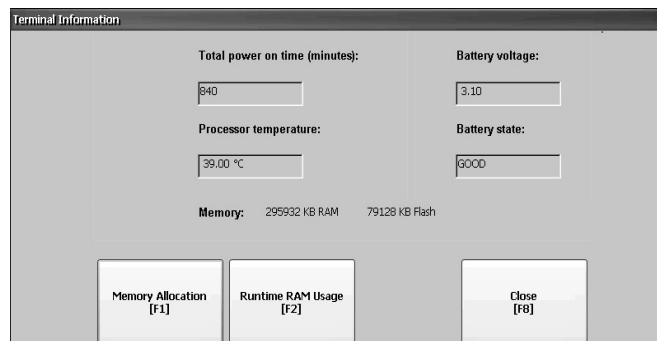 Terminal Information
Total power on time (minutes): Battery voltage:
840 3.10
Processor temperature: Battery state:
39.00 °C GOOD
Memory: 295932 KB RAM 79128 KB Flash
Memory Allocation Runtime RAM Usage Close
[F1] [F2] [F8]